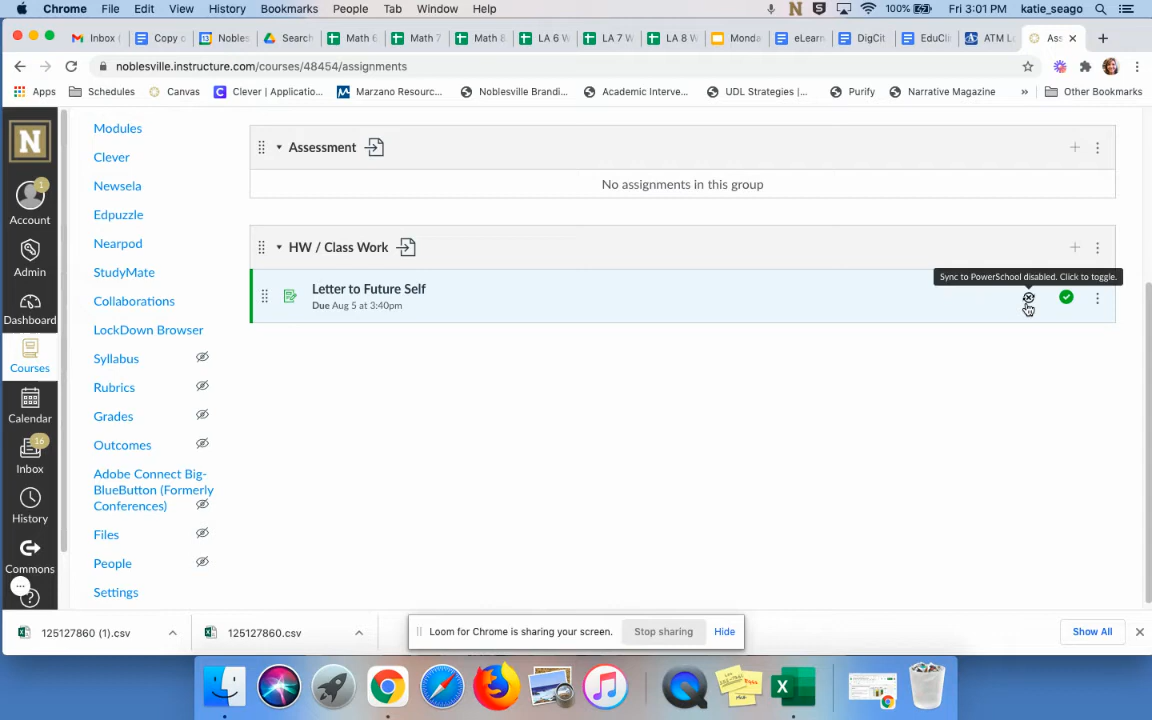 Chrome File Edit View History Bookmarks People Tab Window Help 100% Fri 3:01 PM katie_seago
Inbox ( Copy o Nobles Search Math 6 Math 7 Math 8 LA 6 W LA 7 W LA 8 W Monda eLearn DigCit EduCli ATM Lo Ass
noblesville.instructure.com/courses/48454/assignments
Apps Schedules Canvas Clever | Applicatio... Marzano Resourc... Noblesville Brandi... Academic Interve... UDL Strategies |... Purify Narrative Magazine » Other Bookmarks
N
1
Account
Admin
Dashboard
Courses
Calendar
16
Inbox
History
Commons
Modules
Clever
Newsela
Edpuzzle
Nearpod
StudyMate
Collaborations
LockDown Browser
Syllabus
Rubrics
Grades
Outcomes
Adobe Connect Big-
BlueButton (Formerly
Conferences)
Files
People
Settings
Assessment
No assignments in this group
HW / Class Work
Sync to PowerSchool disabled. Click to toggle.
Letter to Future Self
Due Aug 5 at 3:40pm
125127860 (1).csv
125127860.csv
Loom for Chrome is sharing your screen. Stop sharing Hide
Show All